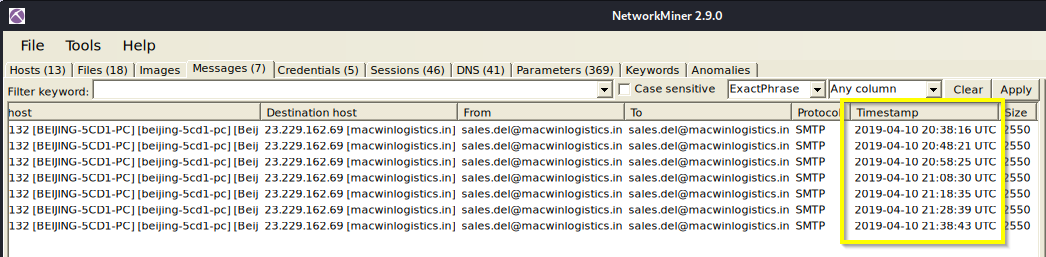 NetworkMiner 2.9.0
File Tools Help
Hosts (13) Files (18) Images Messages (7) Credentials (5) Sessions (46) DNS (41) Parameters (369) Keywords Anomalies
Filter keyword: Case sensitive ExactPhrase Any column Clear Apply
host Destination host From To Protocol Timestamp Size
132 [BEIJING-5CD1-PC] [beijing-5cd1-pc] [Beij 23.229.162.69 [macwinlogistics.in] sales.del@macwinlogistics.in sales.del@macwinlogistics.in SMTP 2019-04-10 20:38:16 UTC 2550
132 [BEIJING-5CD1-PC] [beijing-5cd1-pc] [Beij 23.229.162.69 [macwinlogistics.in] sales.del@macwinlogistics.in sales.del@macwinlogistics.in SMTP 2019-04-10 20:48:21 UTC 2550
132 [BEIJING-5CD1-PC] [beijing-5cd1-pc] [Beij 23.229.162.69 [macwinlogistics.in] sales.del@macwinlogistics.in sales.del@macwinlogistics.in SMTP 2019-04-10 20:58:25 UTC 2550
132 [BEIJING-5CD1-PC] [beijing-5cd1-pc] [Beij 23.229.162.69 [macwinlogistics.in] sales.del@macwinlogistics.in sales.del@macwinlogistics.in SMTP 2019-04-10 21:08:30 UTC 2550
132 [BEIJING-5CD1-PC] [beijing-5cd1-pc] [Beij 23.229.162.69 [macwinlogistics.in] sales.del@macwinlogistics.in sales.del@macwinlogistics.in SMTP 2019-04-10 21:18:35 UTC 2550
132 [BEIJING-5CD1-PC] [beijing-5cd1-pc] [Beij 23.229.162.69 [macwinlogistics.in] sales.del@macwinlogistics.in sales.del@macwinlogistics.in SMTP 2019-04-10 21:28:39 UTC 2550
132 [BEIJING-5CD1-PC] [beijing-5cd1-pc] [Beij 23.229.162.69 [macwinlogistics.in] sales.del@macwinlogistics.in sales.del@macwinlogistics.in SMTP 2019-04-10 21:38:43 UTC 2550